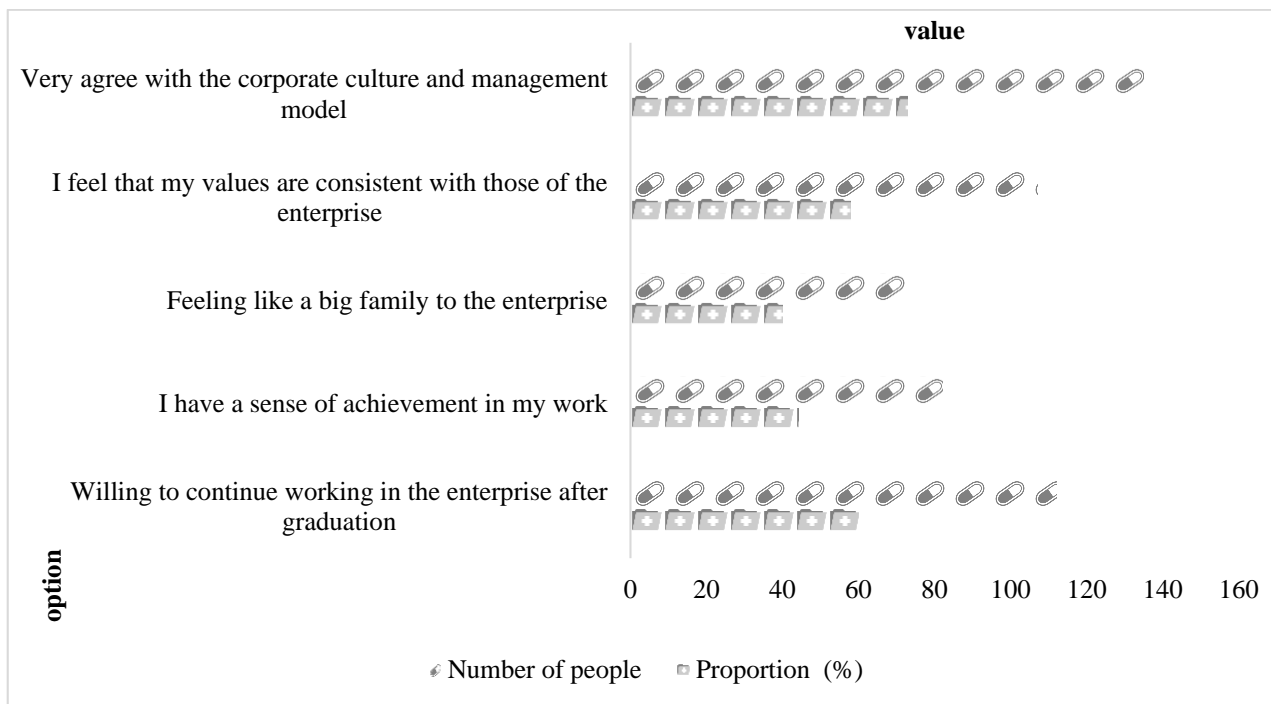 value
Very agree with the corporate culture and management
model
I feel that my values are consistent with those of the
enterprise
Feeling like a big family to the enterprise
I have a sense of achievement in my work
Willing to continue working in the enterprise after
graduation
option
0 20 40 60 80 100 120 140 160
Number of people Proportion (%)